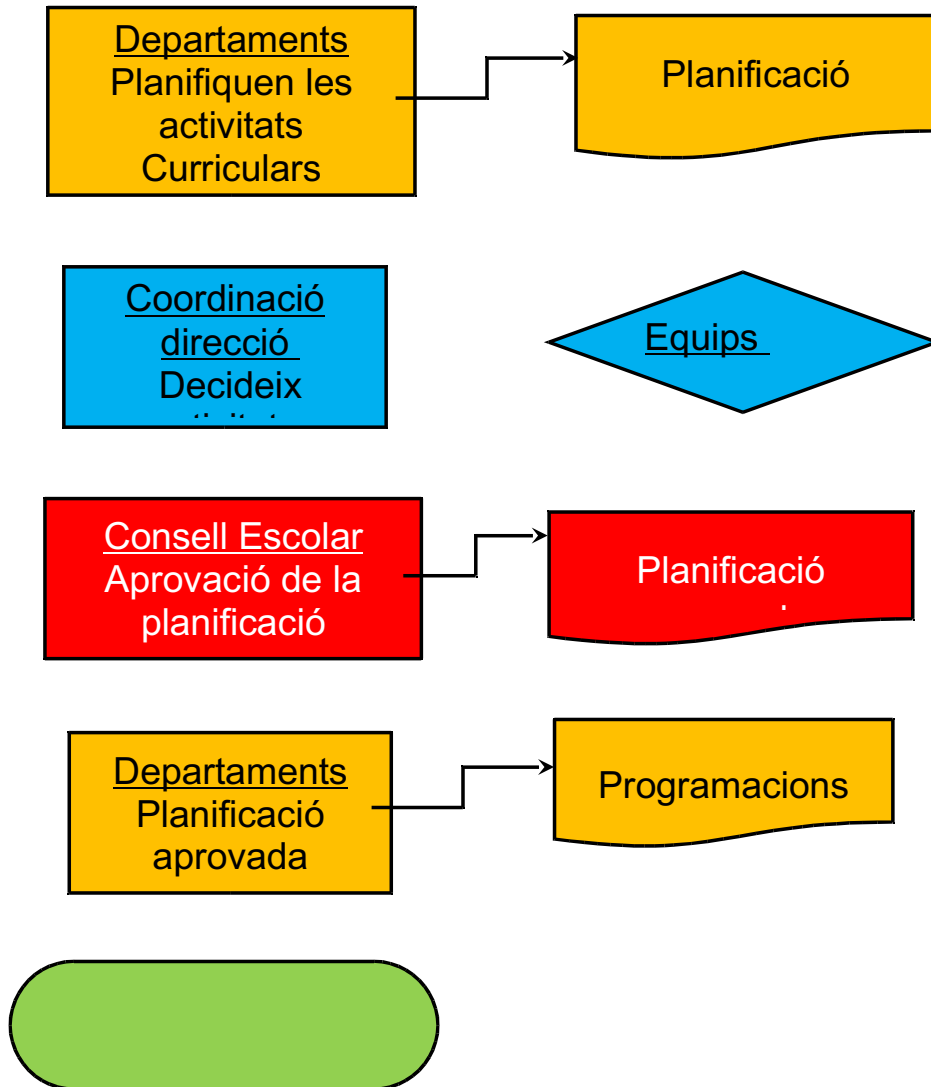 Departaments
Planifiquen les
activitats
Curriculars
Planificació
Coordinació
direcció
Decideix
Equips
Consell Escolar
Aprovació de la
planificació
Planificació
Departaments
Planificació
aprovada
Programacions